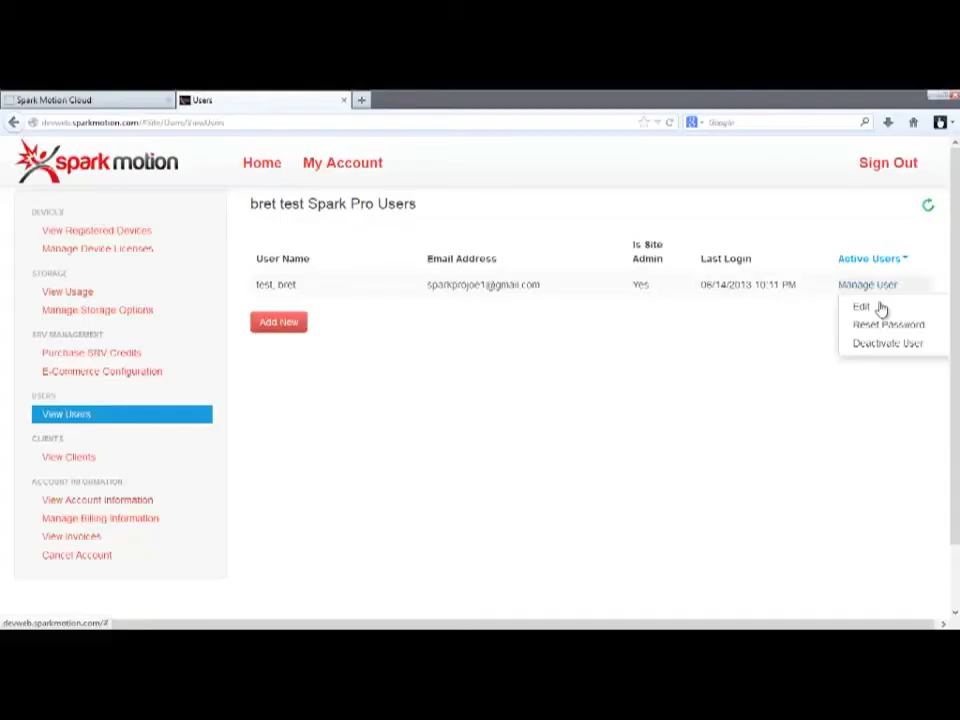 Spark Motion Cloud
Users
devweb.sparkmotion.com/#Site/Users/ViewUsers
Google
spark motion
Home
My Account
Sign Out
DEVICES
View Registered Devices
Manage Device Licenses
STORAGE
View Usage
Manage Storage Options
SRV MANAGEMENT
Purchase SRV Credits
E-Commerce Configuration
USERS
View Users
CLIENTS
View Clients
ACCOUNT INFORMATION
View Account Information
Manage Billing Information
View Invoices
Cancel Account
bret test Spark Pro Users
User Name
Email Address
Is Site
Admin
Last Login
Active Users
test, bret
sparkprojoe1@gmail.com
Yes
06/14/2013 10:11 PM
Manage User
Edit
Reset Password
Deactivate User
Add New
devweb.sparkmotion.com/#